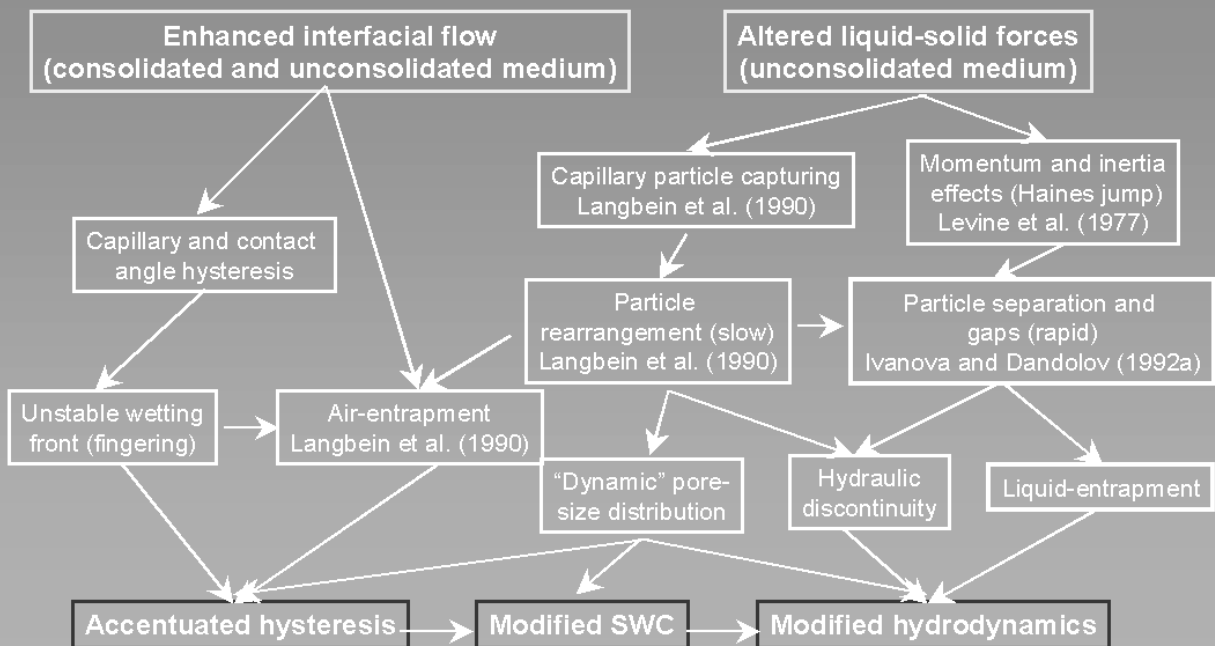 Enhanced interfacial flow
(consolidated and unconsolidated medium)
Altered liquid-solid forces
(unconsolidated medium)
Capillary particle capturing
Langbein et al. (1990)
Momentum and inertia
effects (Haines jump)
Levine et al. (1977)
Capillary and contact
angle hysteresis
Particle
rearrangement (slow)
Langbein et al. (1990)
Particle separation and
gaps (rapid)
Ivanova and Dandolov (1992a)
Unstable wetting
front (fingering)
Air-entrapment
Langbein et al. (1990)
“Dynamic” pore-
size distribution
Hydraulic
discontinuity
Liquid-entrapment
Accentuated hysteresis
Modified SWC
Modified hydrodynamics